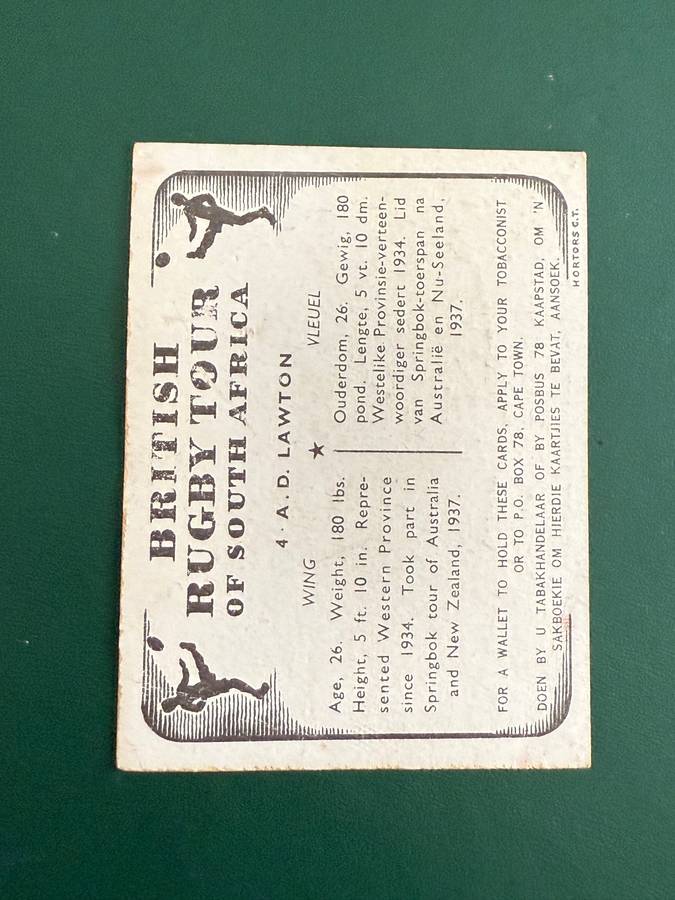 BRITISH
RUGBY TOUR
OF SOUTH AFRICA
4 · A. D. LAWTON
WING
Age, 26. Weight, 180 lbs.
Height, 5 ft. 10 in. Repre-
sented Western Province
since 1934. Took part in
Springbok tour of Australia
and New Zealand, 1937.
VLEUEL
Ouderdom, 26. Gewig, 180
pond. Lengte, 5 vt. 10 dm.
Westelike Provinsie-verteen-
woordiger sedert 1934. Lid
van Springbok-toerspan na
Australië en Nu-Seeland,
1937.
FOR A WALLET TO HOLD THESE CARDS, APPLY TO YOUR TOBACCONIST
OR TO P.O. BOX 78, CAPE TOWN.
DOEN BY U TABAKHANDELAAR OF BY POSBUS 78 KAAPSTAD, OM 'N
SAKBOEKIE OM HIERDIE KAARTJIES TE BEVAT, AANSOEK.
HORTORS C.T.